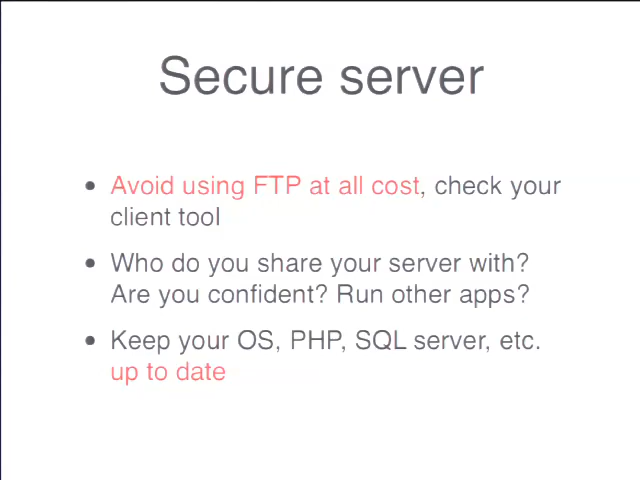 Secure server
• Avoid using FTP at all cost, check your
client tool
• Who do you share your server with?
Are you confident? Run other apps?
• Keep your OS, PHP, SQL server, etc.
up to date